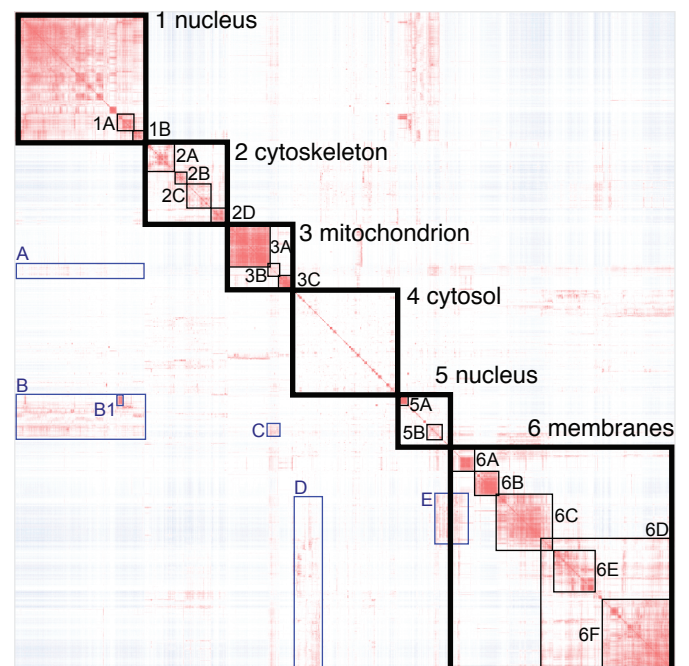 1 nucleus
1A
1B
2A
2 cytoskeleton
2B
2C
2D
3 mitochondrion
A
3A
3B
3C
4 cytosol
5 nucleus
B
B1
5A
C
5B
6 membranes
6A
6B
D
E
6C
6D
6E
6F